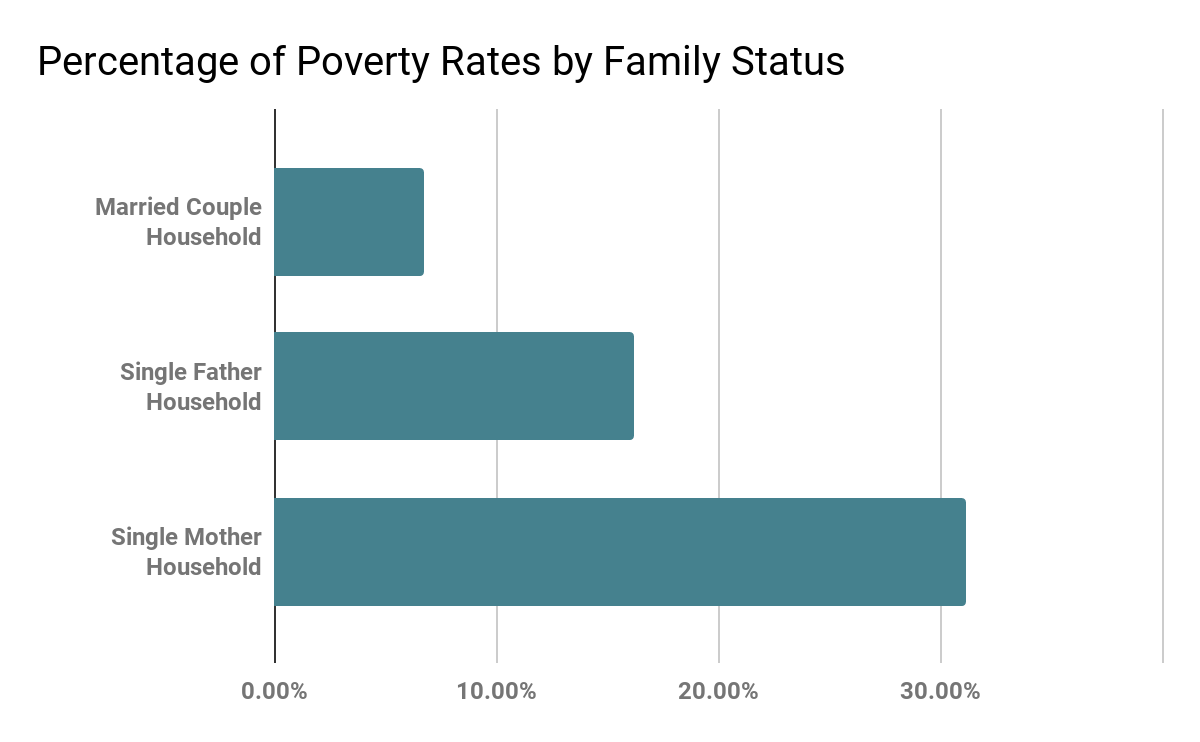 Percentage of Poverty Rates by Family Status
Married Couple
Household
Single Father
Household
Single Mother
Household
0.00% 10.00% 20.00% 30.00%